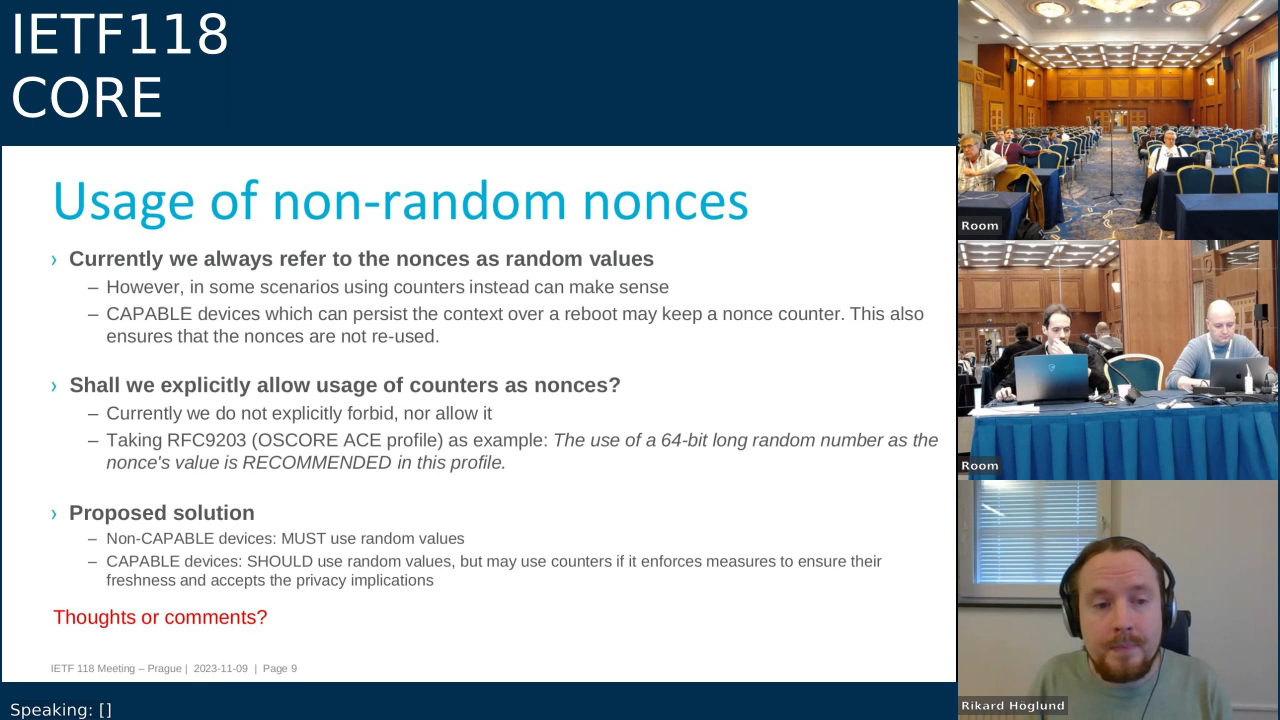 IETF118
CORE
Usage of non-random nonces
› Currently we always refer to the nonces as random values
– However, in some scenarios using counters instead can make sense
– CAPABLE devices which can persist the context over a reboot may keep a nonce counter. This also
ensures that the nonces are not re-used.
› Shall we explicitly allow usage of counters as nonces?
– Currently we do not explicitly forbid, nor allow it
– Taking RFC9203 (OSCORE ACE profile) as example: The use of a 64-bit long random number as the
nonce's value is RECOMMENDED in this profile.
› Proposed solution
– Non-CAPABLE devices: MUST use random values
– CAPABLE devices: SHOULD use random values, but may use counters if it enforces measures to ensure their
freshness and accepts the privacy implications
Thoughts or comments?
IETF 118 Meeting – Prague | 2023-11-09 | Page 9
Speaking: []
Room
Room
Rikard Höglund